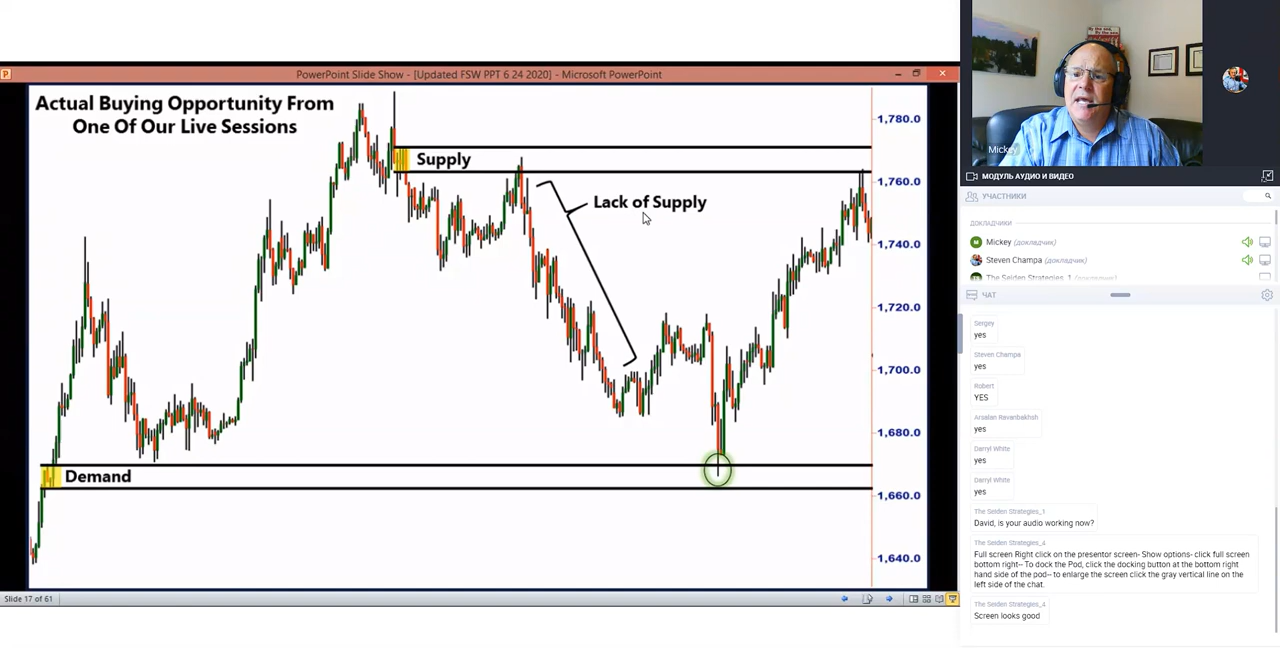 PowerPoint Slide Show - [Updated FSW PPT 6 24 2020] - Microsoft PowerPoint
Actual Buying Opportunity From
One Of Our Live Sessions
Supply
Lack of Supply
Demand
1,780.0
1,760.0
1,740.0
1,720.0
1,700.0
1,680.0
1,660.0
1,640.0
Slide 17 of 61
Mickey
МОДУЛЬ АУДИО И ВИДЕО
УЧАСТНИКИ
ДОКЛАДЧИКИ
M
Mickey (докладчик)
Steven Champa (докладчик)
The Seiden Strategies_1 (докладчик)
ЧАТ
Sergey
yes
Steven Champa
yes
Robert
YES
Arsalan Ravanbakhsh
yes
Darryl White
yes
Darryl White
yes
The Seiden Strategies_1
David, is your audio working now?
The Seiden Strategies_4
Full screen Right click on the presentor screen- Show options- click full screen
bottom right-- To dock the Pod, click the docking button at the bottom right
hand side of the pod-- to enlarge the screen click the gray vertical line on the
left side of the chat.
The Seiden Strategies_4
Screen looks good